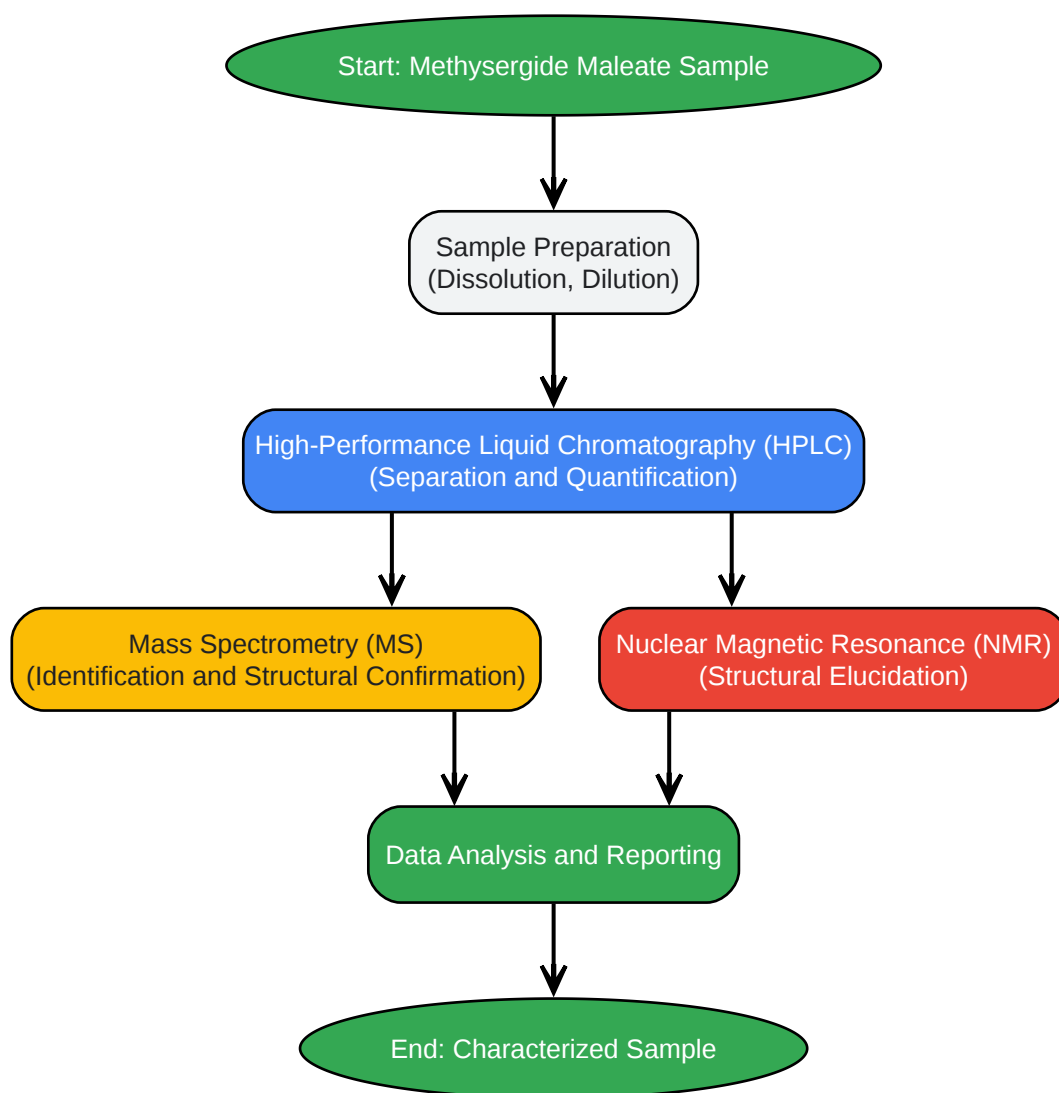 Start: Methysergide Maleate Sample
Sample Preparation
(Dissolution, Dilution)
High-Performance Liquid Chromatography (HPLC)
(Separation and Quantification)
Mass Spectrometry (MS)
(Identification and Structural Confirmation)
Nuclear Magnetic Resonance (NMR)
(Structural Elucidation)
Data Analysis and Reporting
End: Characterized Sample